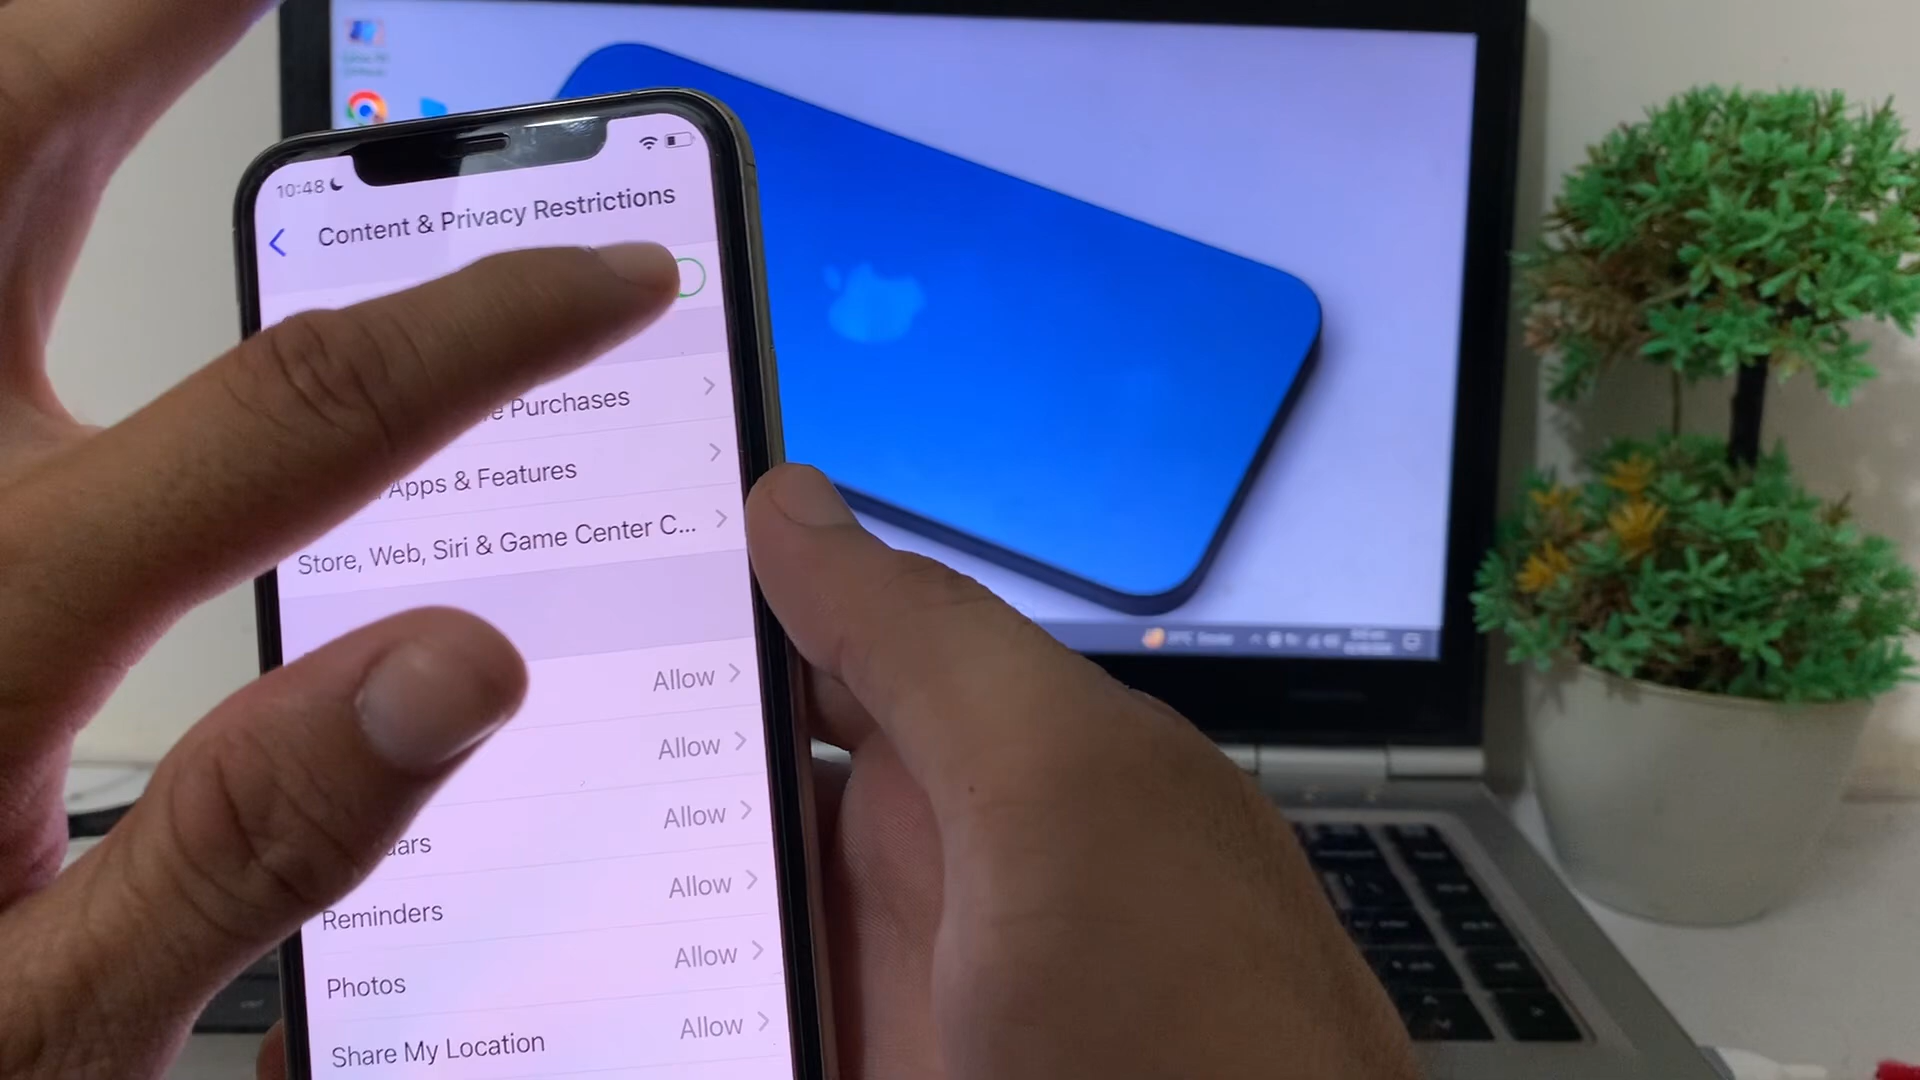 10:48
Content & Privacy Restrictions
Purchases
Apps & Features
Store, Web, Siri & Game Center C...
Allow
Allow
Allow
Reminders Allow
Photos Allow
Share My Location Allow